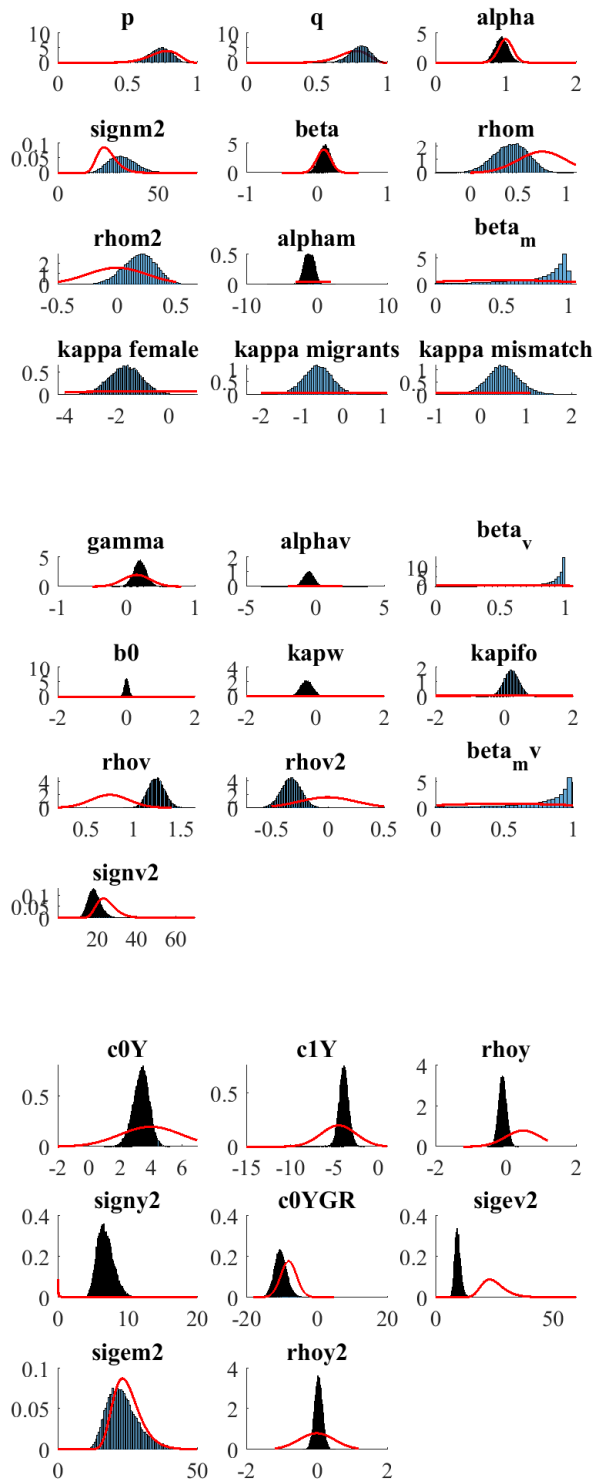 p q alpha
10 5 0 10 5 0 5 0
0 0.5 1 0 0.5 1 0 1 2
signm2 beta rhom
0.1 0.05 0 5 0 2 1 0
0 50 -1 0 1 0 0.5 1
rhom2 alpham beta_m
2 1 0 0.5 0 5 0
-0.5 0 0.5 -10 0 10 0 0.5 1
kappa female kappa migrants kappa mismatch
0.5 0 1 0 1 0
-4 -2 0 -2 -1 0 1 -1 0 1 2
gamma alphav beta_v
5 0 2 1 0 10 0
-1 0 1 -5 0 5 0 0.5 1
b0 kapw kapifo
10 5 0 4 2 0 2 1 0
-2 0 2 -2 0 2 -2 0 2
rhov rhov2 beta_mv
4 2 0 4 2 0 5 0
0.5 1 1.5 -0.5 0 0.5 0 0.5 1
signv2
0.1 0.05 0
20 40 60
c0Y c1Y rhoy
0.5 0 0.5 0 4 2 0
-2 0 2 4 6 -15 -10 -5 0 -2 0 2
signy2 c0YGR sigev2
0.4 0.2 0 0.4 0.2 0 0.4 0.2 0
0 10 20 -20 0 20 0 50
sigem2 rhoy2
0.1 0.05 0 4 2 0
0 50 -2 0 2